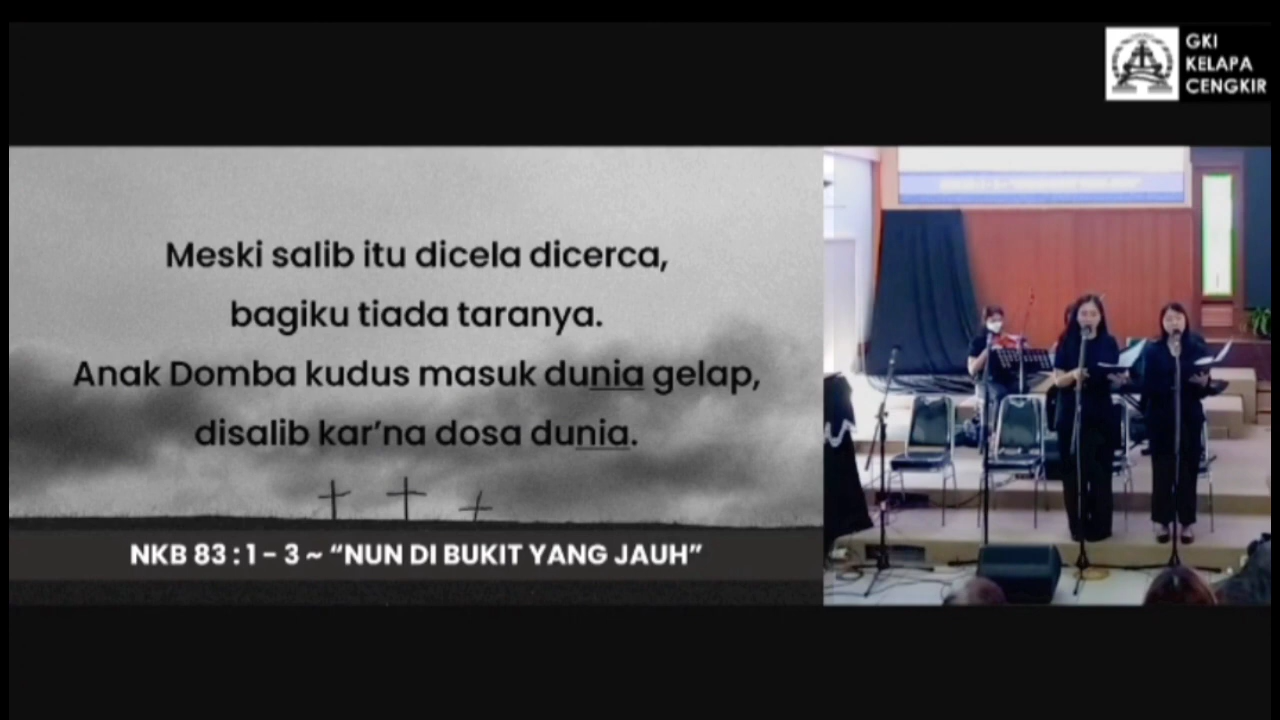 GKI
KELAPA
CENGKIR
Meski salib itu dicela dicerca,
bagiku tiada taranya.
Anak Domba kudus masuk dunia gelap,
disalib kar’na dosa dunia.
NKB 83 : 1 - 3 ~ “NUN DI BUKIT YANG JAUH”